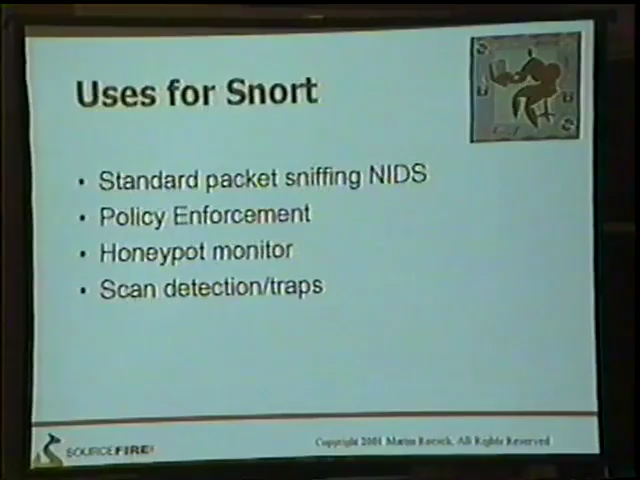 Uses for Snort
• Standard packet sniffing NIDS
• Policy Enforcement
• Honeypot monitor
• Scan detection/traps
SOURCEFIRE
Copyright 2001 Martin Roesch, All Rights Reserved